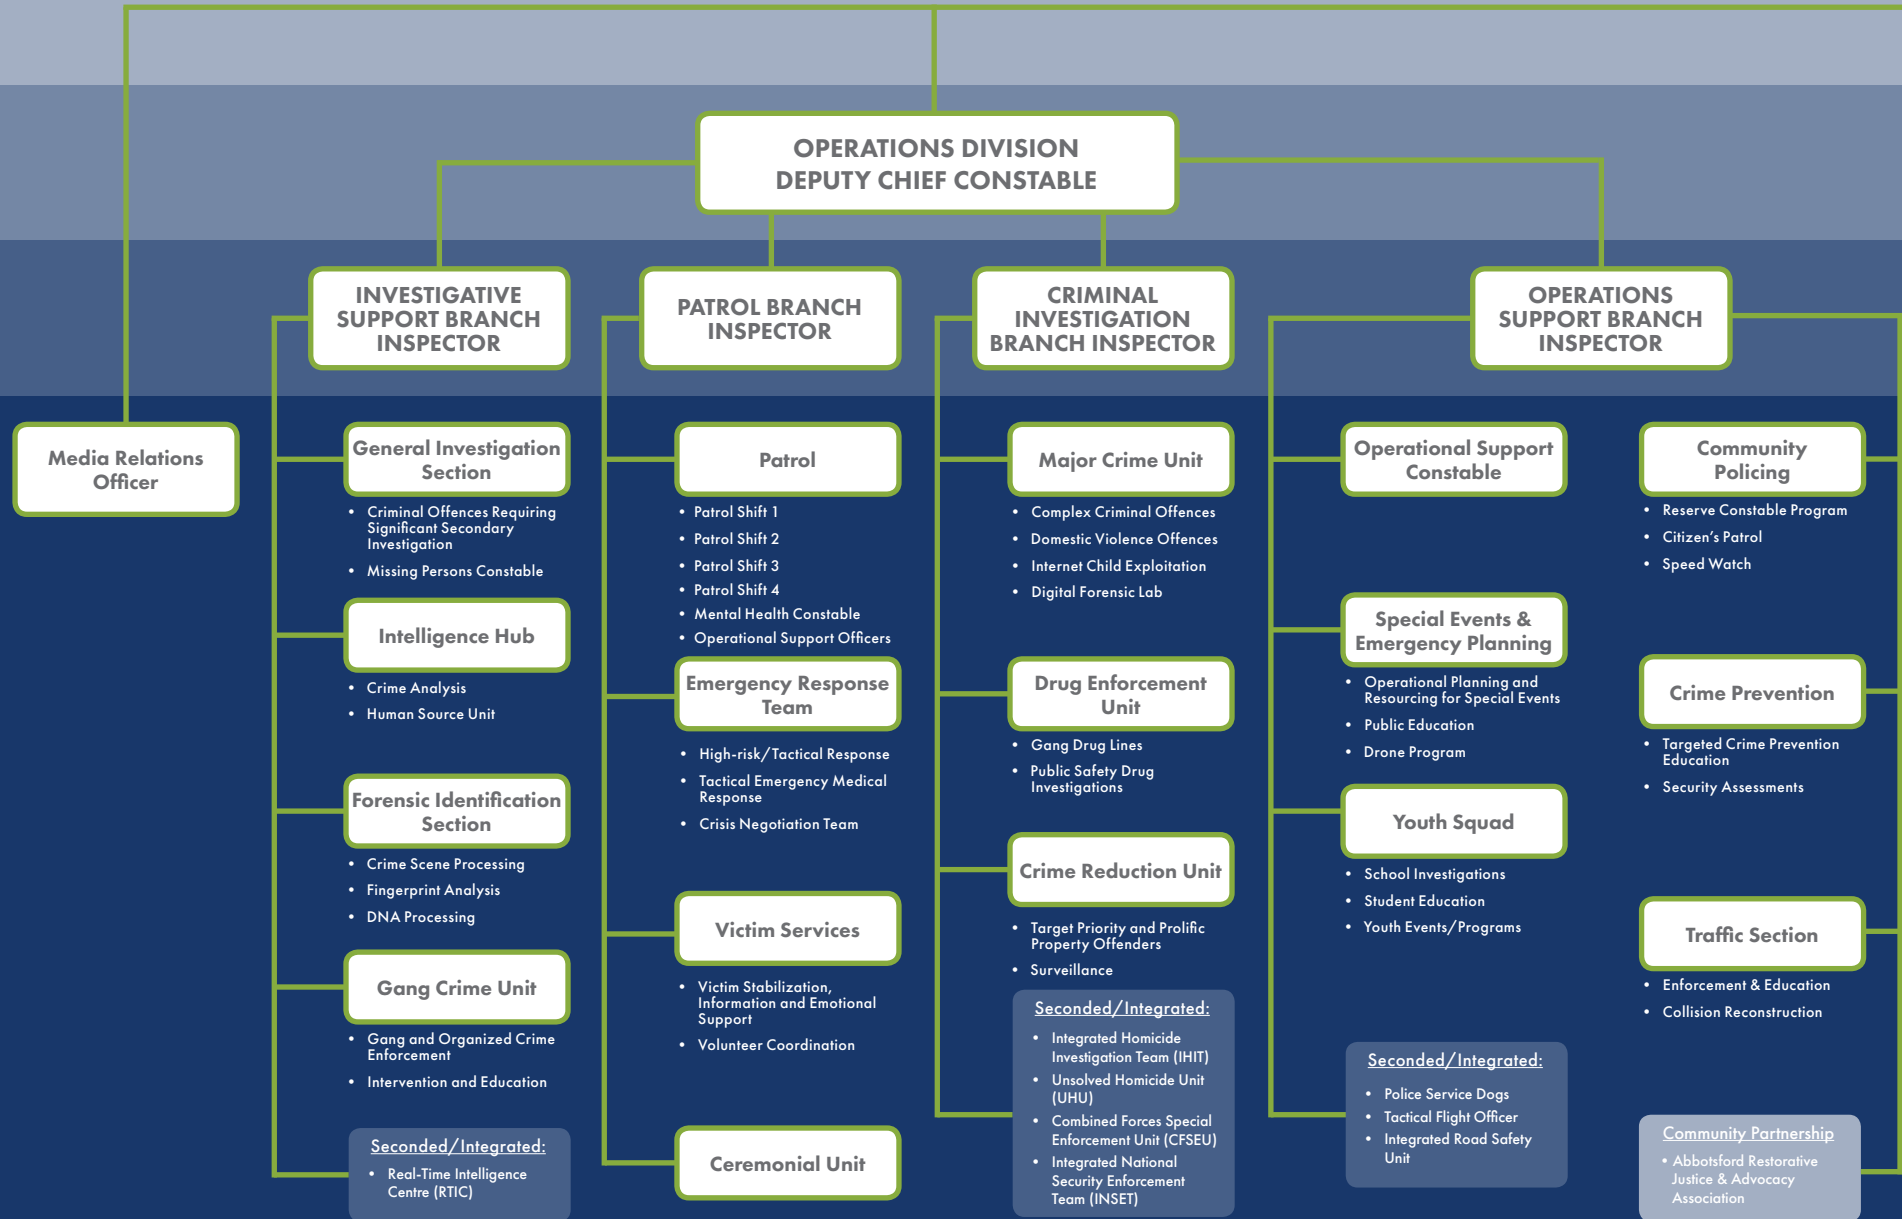 OPERATIONS DIVISION
DEPUTY CHIEF CONSTABLE
INVESTIGATIVE
SUPPORT BRANCH
INSPECTOR
PATROL BRANCH
INSPECTOR
CRIMINAL
INVESTIGATION
BRANCH INSPECTOR
OPERATIONS
SUPPORT BRANCH
INSPECTOR
Media Relations
Officer
General Investigation
Section
• Criminal Offences Requiring
Significant Secondary
Investigation
• Missing Persons Constable
Intelligence Hub
• Crime Analysis
• Human Source Unit
Forensic Identification
Section
• Crime Scene Processing
• Fingerprint Analysis
• DNA Processing
Gang Crime Unit
• Gang and Organized Crime
Enforcement
• Intervention and Education
Seconded/Integrated:
• Real-Time Intelligence
Centre (RTIC)
Patrol
• Patrol Shift 1
• Patrol Shift 2
• Patrol Shift 3
• Patrol Shift 4
• Mental Health Constable
• Operational Support Officers
Emergency Response
Team
• High-risk/Tactical Response
• Tactical Emergency Medical
Response
• Crisis Negotiation Team
Victim Services
• Victim Stabilization,
Information and Emotional
Support
• Volunteer Coordination
Ceremonial Unit
Major Crime Unit
• Complex Criminal Offences
• Domestic Violence Offences
• Internet Child Exploitation
• Digital Forensic Lab
Drug Enforcement
Unit
• Gang Drug Lines
• Public Safety Drug
Investigations
Crime Reduction Unit
• Target Priority and Prolific
Property Offenders
• Surveillance
Seconded/Integrated:
• Integrated Homicide
Investigation Team (IHIT)
• Unsolved Homicide Unit
(UHU)
• Combined Forces Special
Enforcement Unit (CFSEU)
• Integrated National
Security Enforcement
Team (INSET)
Operational Support
Constable
Special Events &
Emergency Planning
• Operational Planning and
Resourcing for Special Events
• Public Education
• Drone Program
Youth Squad
• School Investigations
• Student Education
• Youth Events/Programs
Seconded/Integrated:
• Police Service Dogs
• Tactical Flight Officer
• Integrated Road Safety
Unit
Community
Policing
• Reserve Constable Program
• Citizen's Patrol
• Speed Watch
Crime Prevention
• Targeted Crime Prevention
Education
• Security Assessments
Traffic Section
• Enforcement & Education
• Collision Reconstruction
Community Partnership
• Abbotsford Restorative
Justice & Advocacy
Association